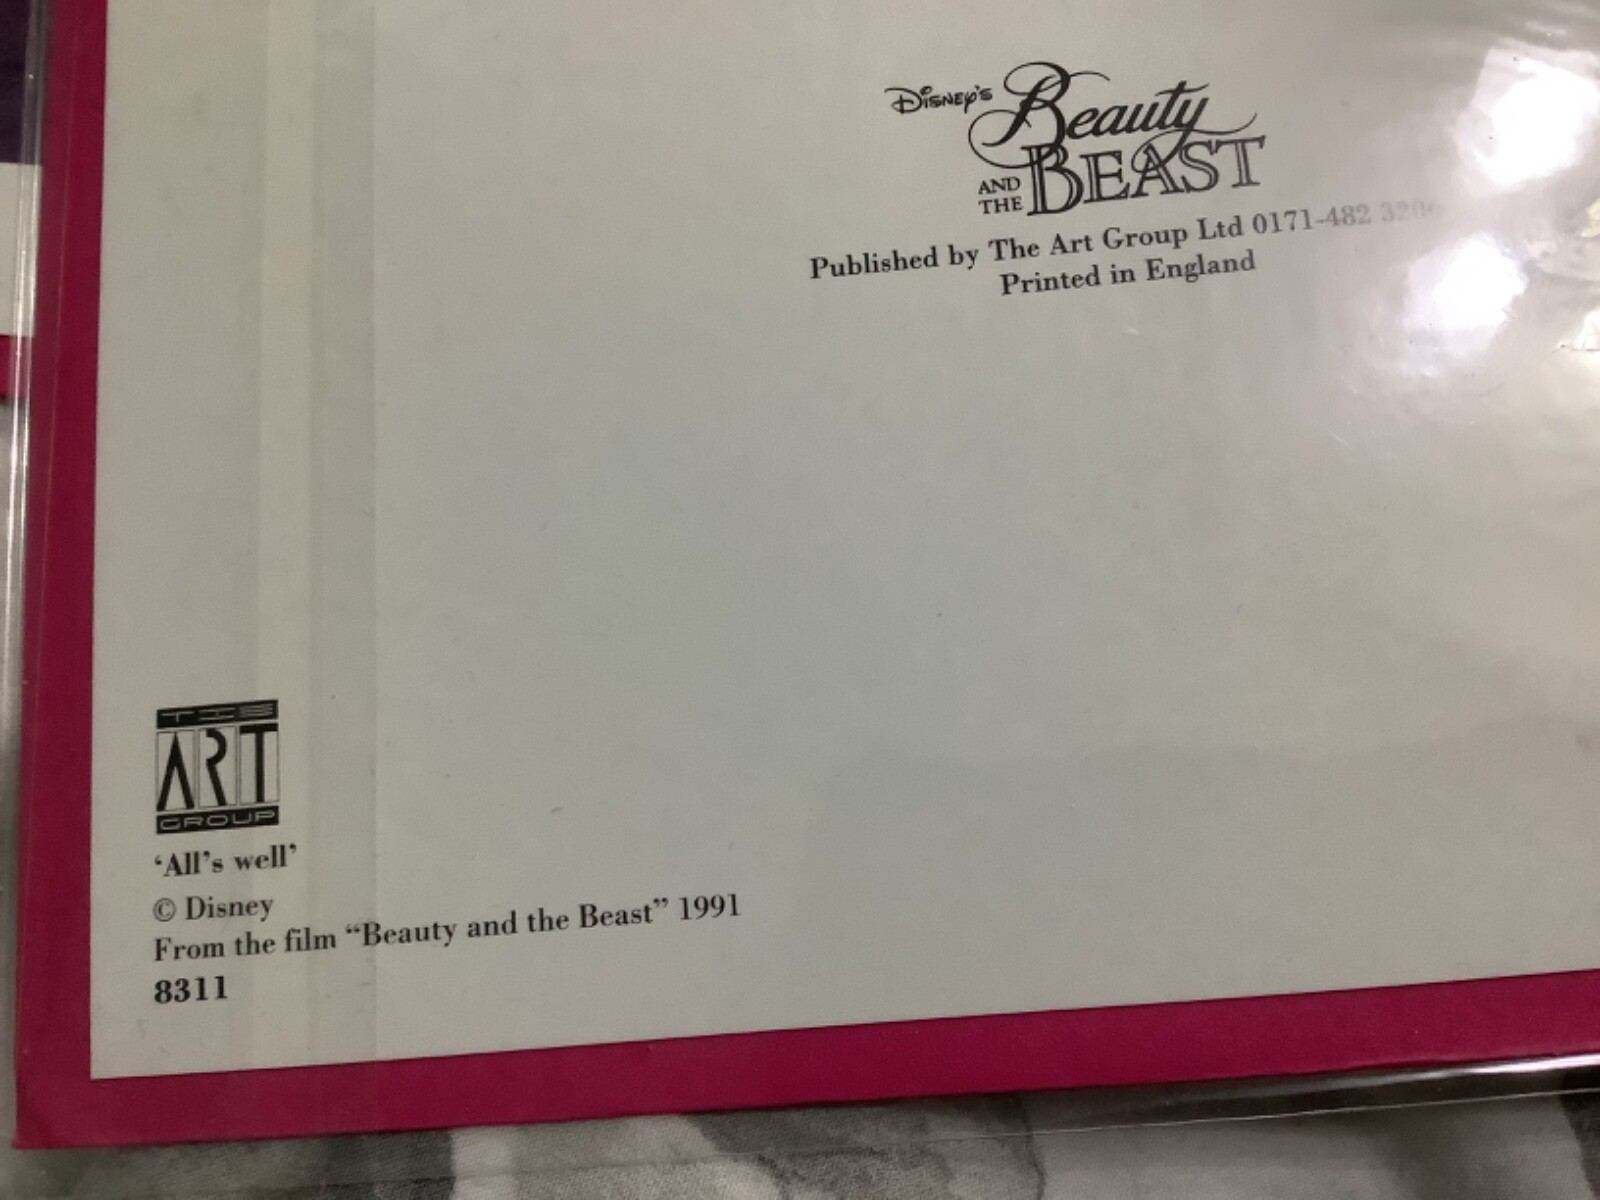 Disney's
Beauty
AND THE BEAST
Published by The Art Group Ltd 0171-482 3206
Printed in England
THE
ART
GROUP
‘All’s well’
© Disney
From the film “Beauty and the Beast” 1991
8311